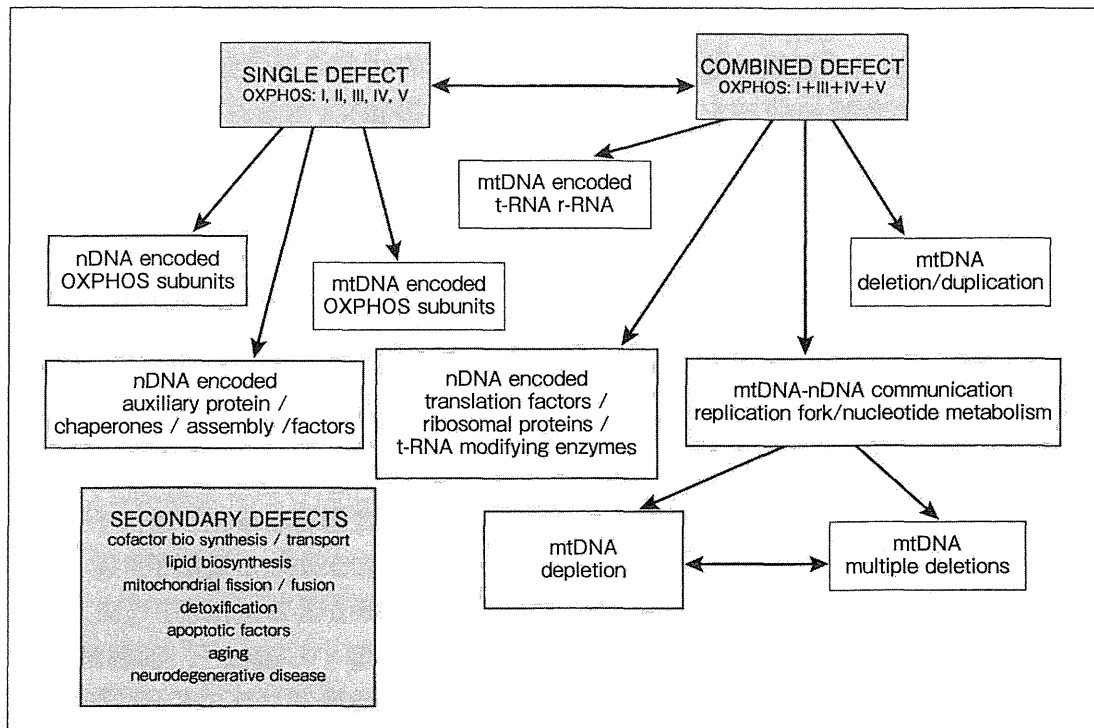 SINGLE DEFECT
OXPHOS: I, II, III, IV, V
COMBINED DEFECT
OXPHOS: I+III+IV+V
mtDNA encoded
t-RNA r-RNA
nDNA encoded
OXPHOS subunits
mtDNA encoded
OXPHOS subunits
mtDNA
deletion/duplication
nDNA encoded
auxiliary protein /
chaperones / assembly /factors
nDNA encoded
translation factors /
ribosomal proteins /
t-RNA modifying enzymes
mtDNA-nDNA communication
replication fork/nucleotide metabolism
SECONDARY DEFECTS
cofactor bio synthesis / transport
lipid biosynthesis
mitochondrial fission / fusion
detoxification
apoptotic factors
aging
neurodegenerative disease
mtDNA
depletion
mtDNA
multiple deletions